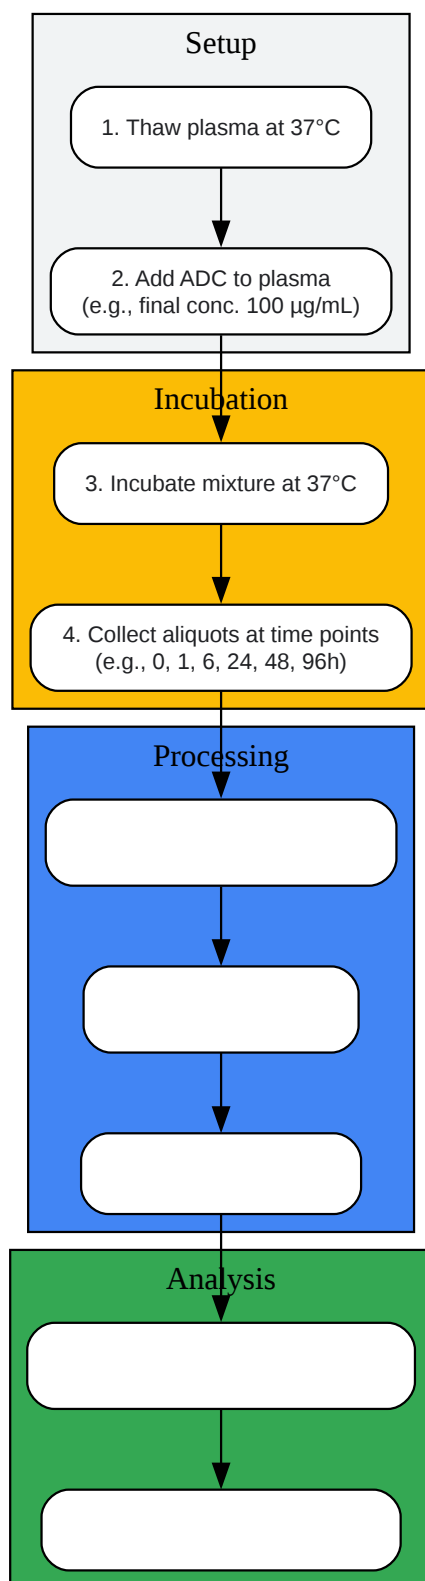 Setup
1. Thaw plasma at 37°C
2. Add ADC to plasma
(e.g., final conc. 100 µg/mL)
Incubation
3. Incubate mixture at 37°C
4. Collect aliquots at time points
(e.g., 0, 1, 6, 24, 48, 96h)
Processing
Analysis